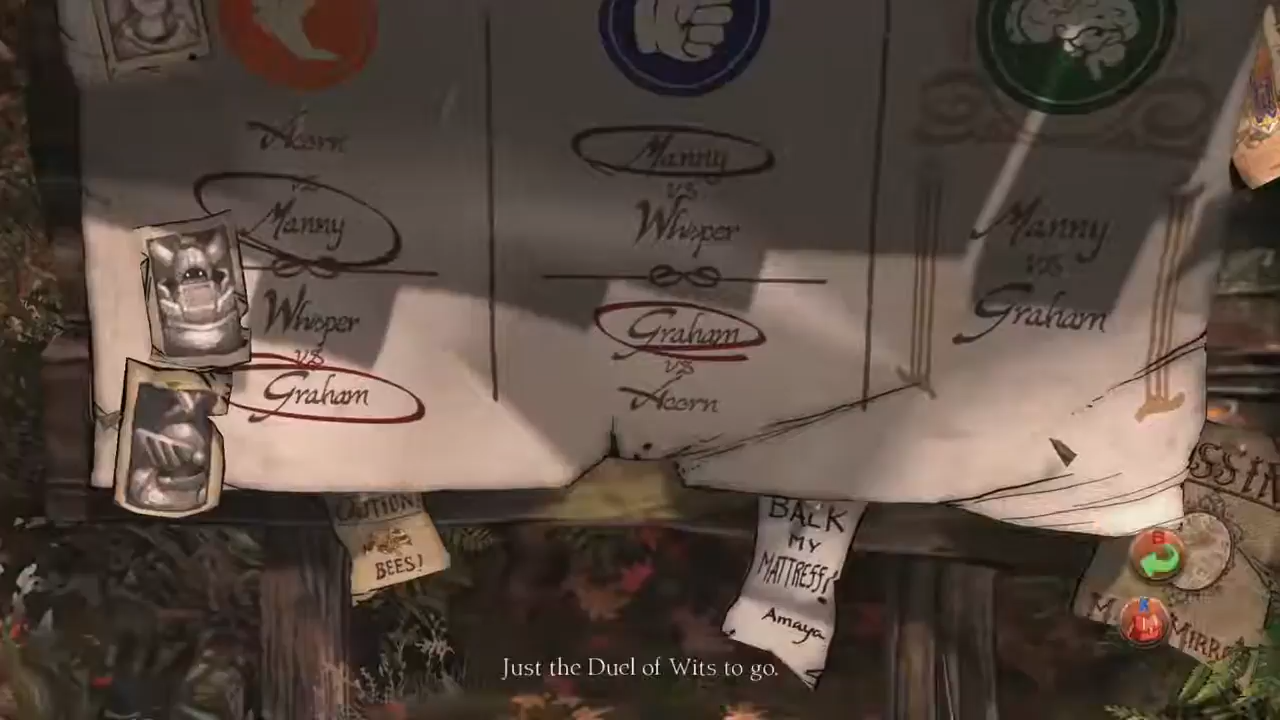 Acorn
vs
Manny
Whisper
vs
Graham
Manny
vs
Whisper
Graham
vs
Acorn
Manny
vs
Graham
CAUTION!
BEES!
BACK
MY
MATTRESS!
Amaya
MIRROR
Just the Duel of Wits to go.